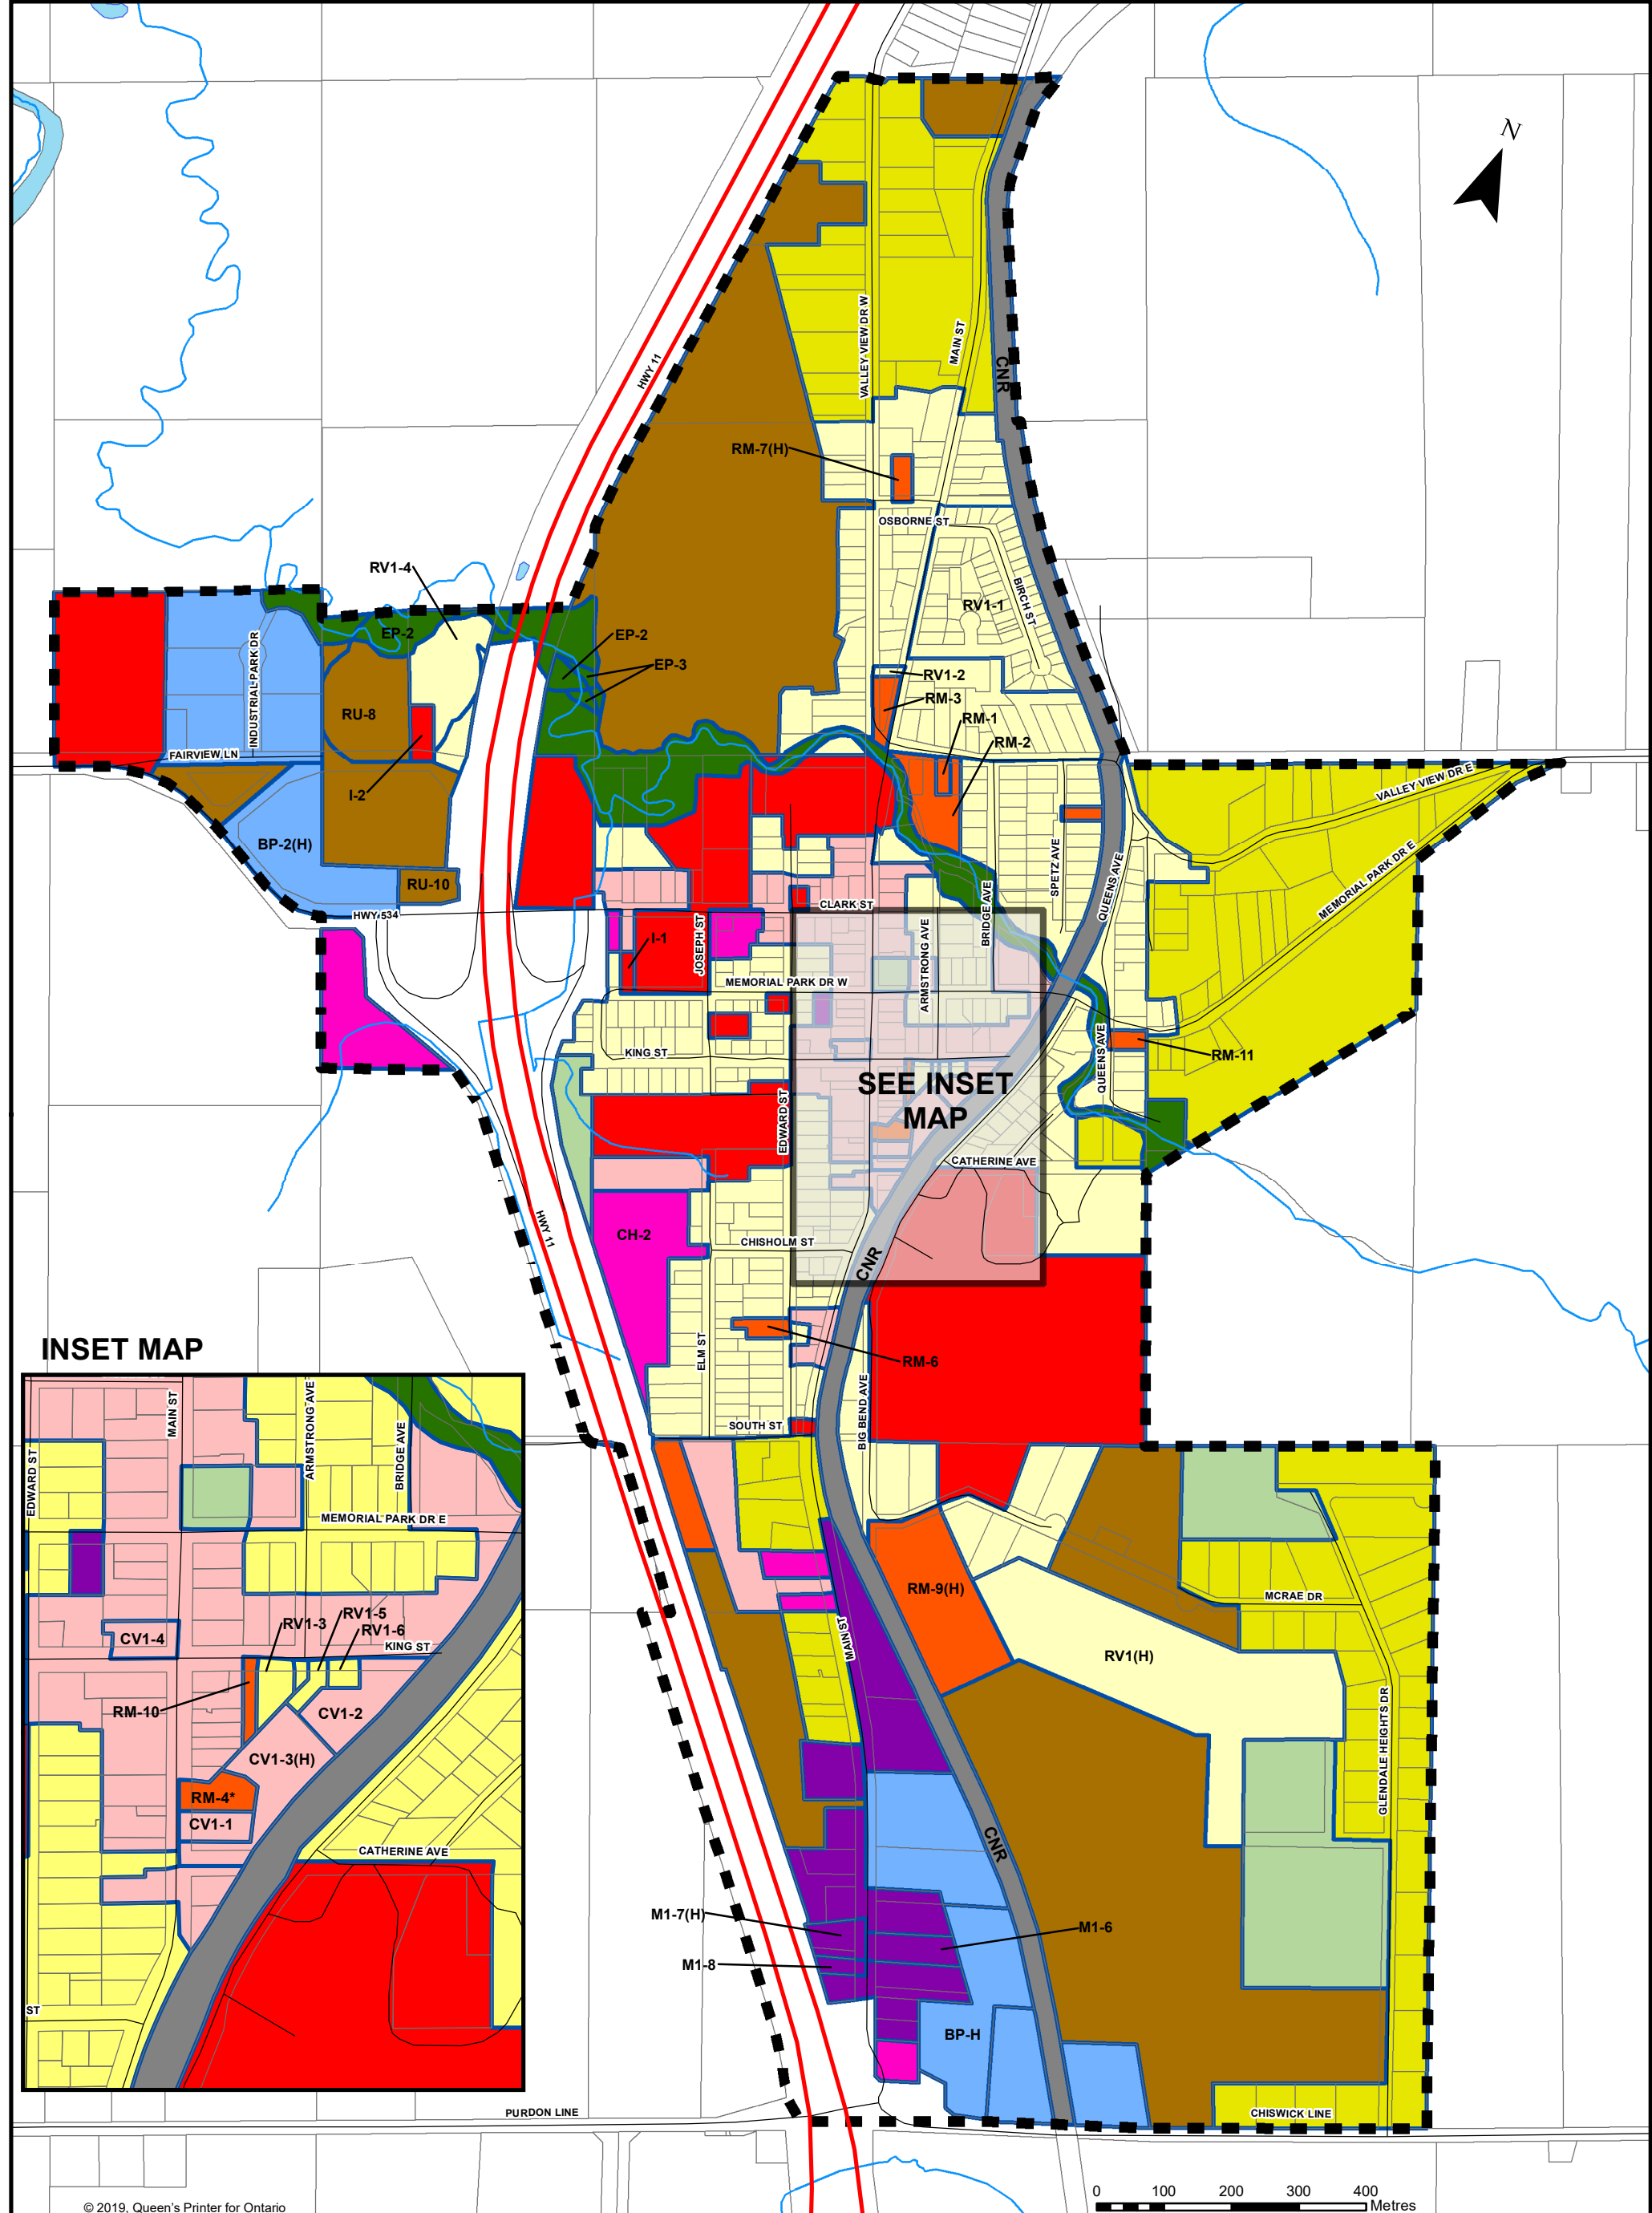 N
HWY 11
VALLEY VIEW DR W
MAIN ST
CNR
RM-7(H)
OSBORNE ST
BIRCH ST
RV1-1
RV1-4
EP-2
EP-2
EP-3
RV1-2
RM-3
RM-1
RM-2
INDUSTRIAL PARK DR
RU-8
FAIRVIEW LN
I-2
BP-2(H)
RU-10
HWY 534
VALLEY VIEW DR E
MEMORIAL PARK DR E
SPETZ AVE
QUEENS AVE
BRIDGE AVE
CLARK ST
ARMSTRONG AVE
JOSEPH ST
I-1
MEMORIAL PARK DR W
KING ST
QUEENS AVE
RM-11
SEE INSET
MAP
EDWARD ST
CATHERINE AVE
HWY 11
CH-2
CHISHOLM ST
CNR
ELM ST
RM-6
BIG BEND AVE
SOUTH ST
INSET MAP
EDWARD ST
MAIN ST
ARMSTRONG AVE
BRIDGE AVE
MEMORIAL PARK DR E
CV1-4
RV1-3
RV1-5
RV1-6
KING ST
RM-10
CV1-2
CV1-3(H)
RM-4*
CV1-1
CATHERINE AVE
ST
RM-9(H)
MCRAE DR
MAIN ST
RV1(H)
GLENDALE HEIGHTS DR
CNR
M1-7(H)
M1-6
M1-8
BP-H
PURDON LINE
CHISWICK LINE
0 100 200 300 400
Metres
© 2019, Queen's Printer for Ontario